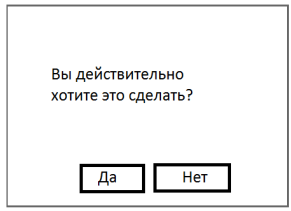 Вы действительно
хотите это сделать?
Да Нет